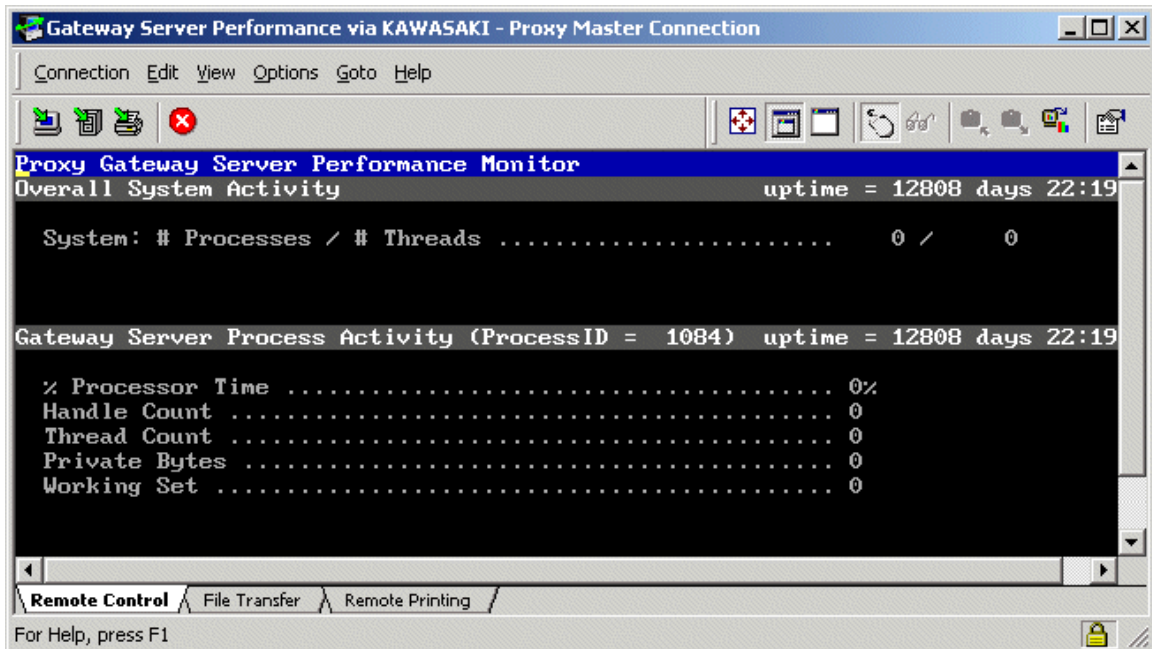 Gateway Server Performance via KAWASAKI - Proxy Master Connection
Connection Edit View Options Goto Help
Proxy Gateway Server Performance Monitor
Overall System Activity uptime = 12808 days 22:19
System: # Processes / # Threads ........................ 0 / 0
Gateway Server Process Activity (ProcessID = 1084) uptime = 12808 days 22:19
% Processor Time ....................................... 0%
Handle Count ........................................... 0
Thread Count ........................................... 0
Private Bytes .......................................... 0
Working Set ............................................ 0
Remote Control File Transfer Remote Printing
For Help, press F1